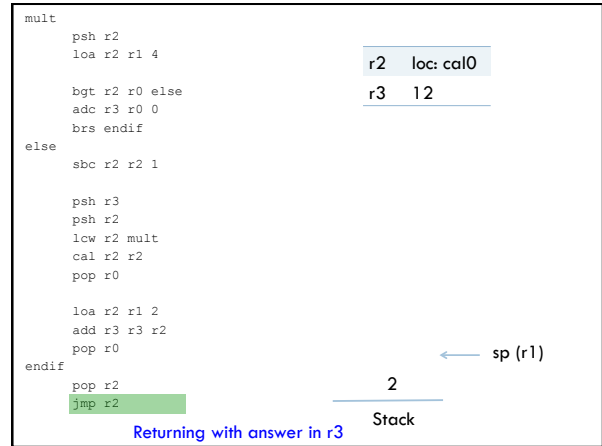 mult
psh r2
loa r2 r1 4
bgt r2 r0 else
adc r3 r0 0
brs endif
else
sbc r2 r2 1
psh r3
psh r2
lcw r2 mult
cal r2 r2
pop r0
loa r2 r1 2
add r3 r3 r2
pop r0
endif
pop r2
jmp r2
r2 loc: cal0
r3 12
sp (r1)
2
Stack
Returning with answer in r3